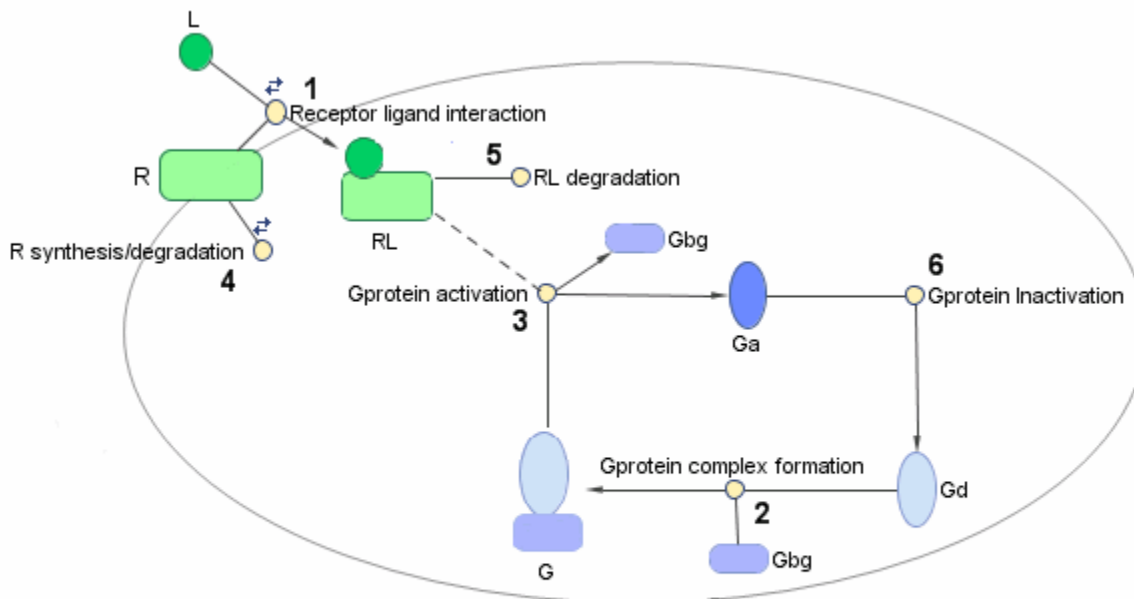 L
1
Receptor ligand interaction
R
5
RL degradation
RL
R synthesis/degradation
4
Gbg
Gprotein activation
3
6
Gprotein Inactivation
Ga
Gprotein complex formation
2
Gd
Gbg
G